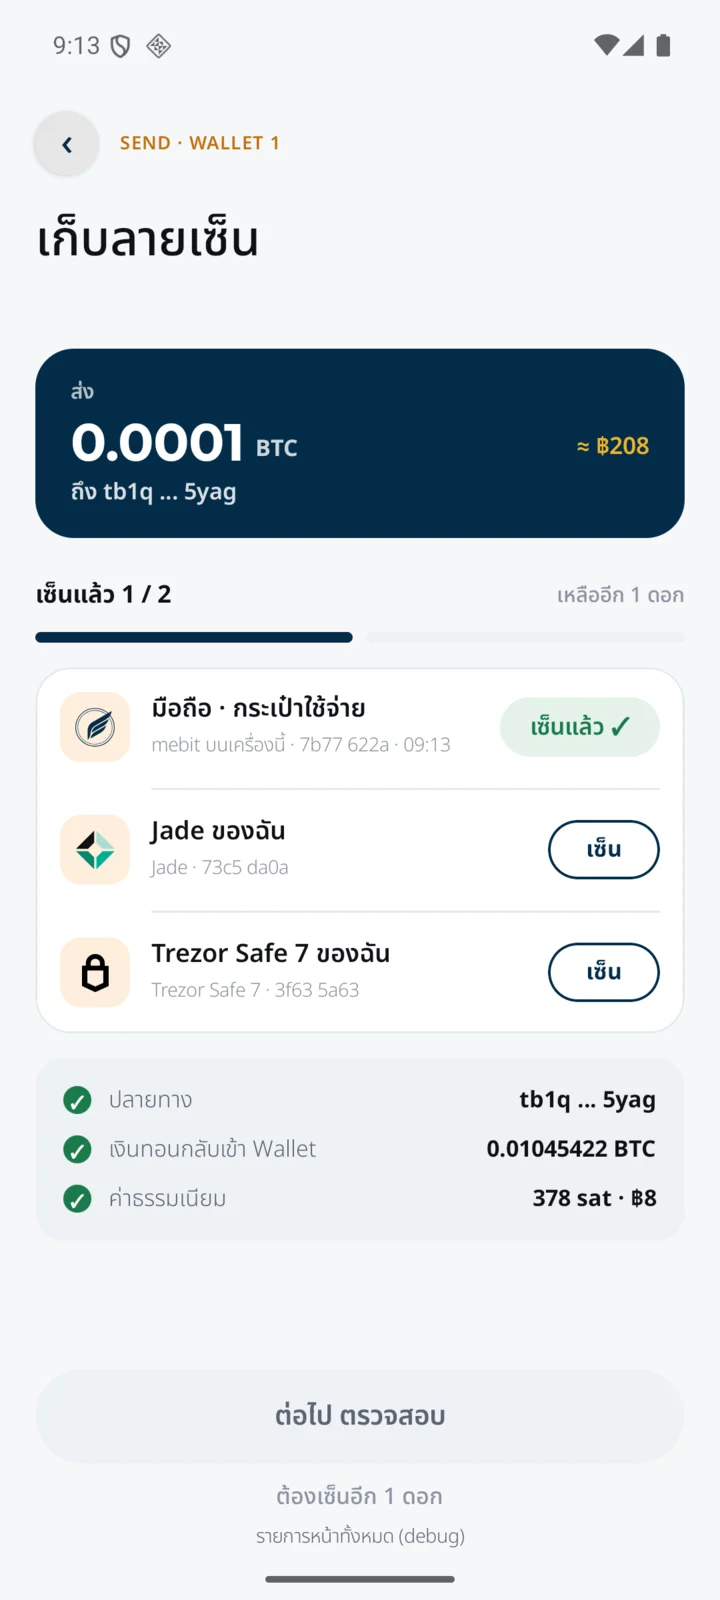 9:13
SEND · WALLET 1
เก็บลายเซ็น
ส่ง
0.0001 BTC
≈ ฿208
ถึง tb1q ... 5yag
เซ็นแล้ว 1 / 2
เหลืออีก 1 ดอก
มือถือ · กระเป๋าใช้จ่าย
mebit บนเครื่องนี้ · 7b77 622a · 09:13
เซ็นแล้ว ✓
Jade ของฉัน
Jade · 73c5 da0a
เซ็น
Trezor Safe 7 ของฉัน
Trezor Safe 7 · 3f63 5a63
เซ็น
ปลายทาง tb1q ... 5yag
เงินทอนกลับเข้า Wallet 0.01045422 BTC
ค่าธรรมเนียม 378 sat · ฿8
ต่อไป ตรวจสอบ
ต้องเซ็นอีก 1 ดอก
รายการหน้าทั้งหมด (debug)